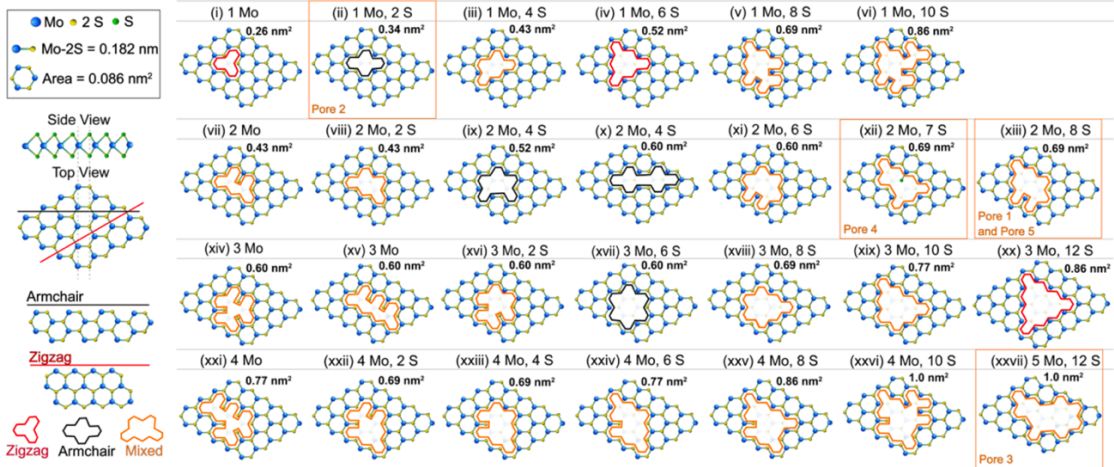 Mo 2 S S
Mo-2S = 0.182 nm
Area = 0.086 nm²
Side View
Top View
Armchair
Zigzag
Zigzag Armchair Mixed
(i) 1 Mo
0.26 nm²
(ii) 1 Mo, 2 S
0.34 nm²
Pore 2
(iii) 1 Mo, 4 S
0.43 nm²
(iv) 1 Mo, 6 S
0.52 nm²
(v) 1 Mo, 8 S
0.69 nm²
(vi) 1 Mo, 10 S
0.86 nm²
(vii) 2 Mo
0.43 nm²
(viii) 2 Mo, 2 S
0.43 nm²
(ix) 2 Mo, 4 S
0.52 nm²
(x) 2 Mo, 4 S
0.60 nm²
(xi) 2 Mo, 6 S
0.60 nm²
(xii) 2 Mo, 7 S
0.69 nm²
Pore 4
(xiii) 2 Mo, 8 S
0.69 nm²
Pore 1
and Pore 5
(xiv) 3 Mo
0.60 nm²
(xv) 3 Mo
0.60 nm²
(xvi) 3 Mo, 2 S
0.60 nm²
(xvii) 3 Mo, 6 S
0.60 nm²
(xviii) 3 Mo, 8 S
0.69 nm²
(xix) 3 Mo, 10 S
0.77 nm²
(xx) 3 Mo, 12 S
0.86 nm²
(xxi) 4 Mo
0.77 nm²
(xxii) 4 Mo, 2 S
0.69 nm²
(xxiii) 4 Mo, 4 S
0.69 nm²
(xxiv) 4 Mo, 6 S
0.77 nm²
(xxv) 4 Mo, 8 S
0.86 nm²
(xxvi) 4 Mo, 10 S
1.0 nm²
(xxvii) 5 Mo, 12 S
1.0 nm²
Pore 3